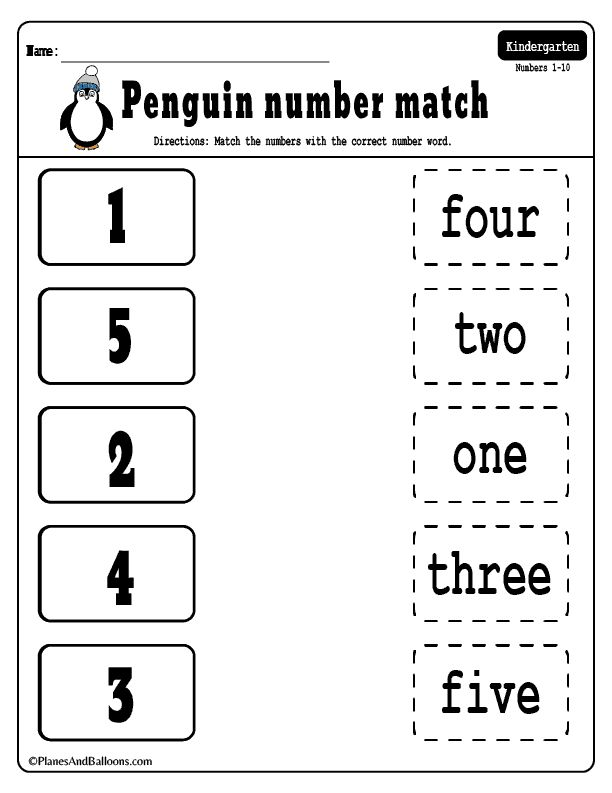 Name:
Kindergarten
Numbers 1-10
Penguin number match
Directions: Match the numbers with the correct number word.
1 four
5 two
2 one
4 three
3 five
©PlanesAndBalloons.com